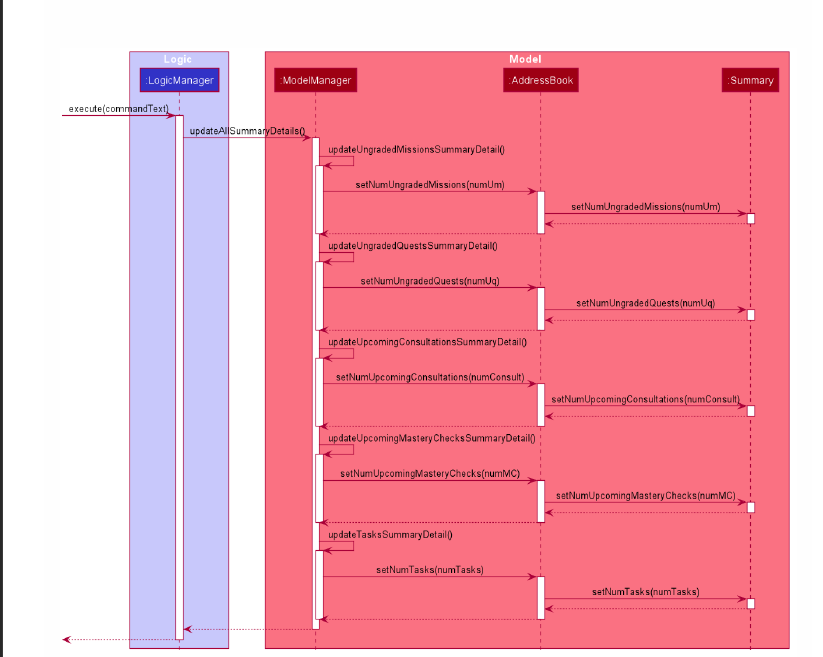 Logic
Model
:LogicManager
:ModelManager
:AddressBook
:Summary
execute(commandText)
updateAllSummaryDetails()
updateUngradedMissionsSummaryDetail()
setNumUngradedMissions(numUm)
setNumUngradedMissions(numUm)
updateUngradedQuestsSummaryDetail()
setNumUngradedQuests(numUq)
setNumUngradedQuests(numUq)
updateUpcomingConsultationsSummaryDetail()
setNumUpcomingConsultations(numConsult)
setNumUpcomingConsultations(numConsult)
updateUpcomingMasteryChecksSummaryDetail()
setNumUpcomingMasteryChecks(numMC)
setNumUpcomingMasteryChecks(numMC)
updateTasksSummaryDetail()
setNumTasks(numTasks)
setNumTasks(numTasks)